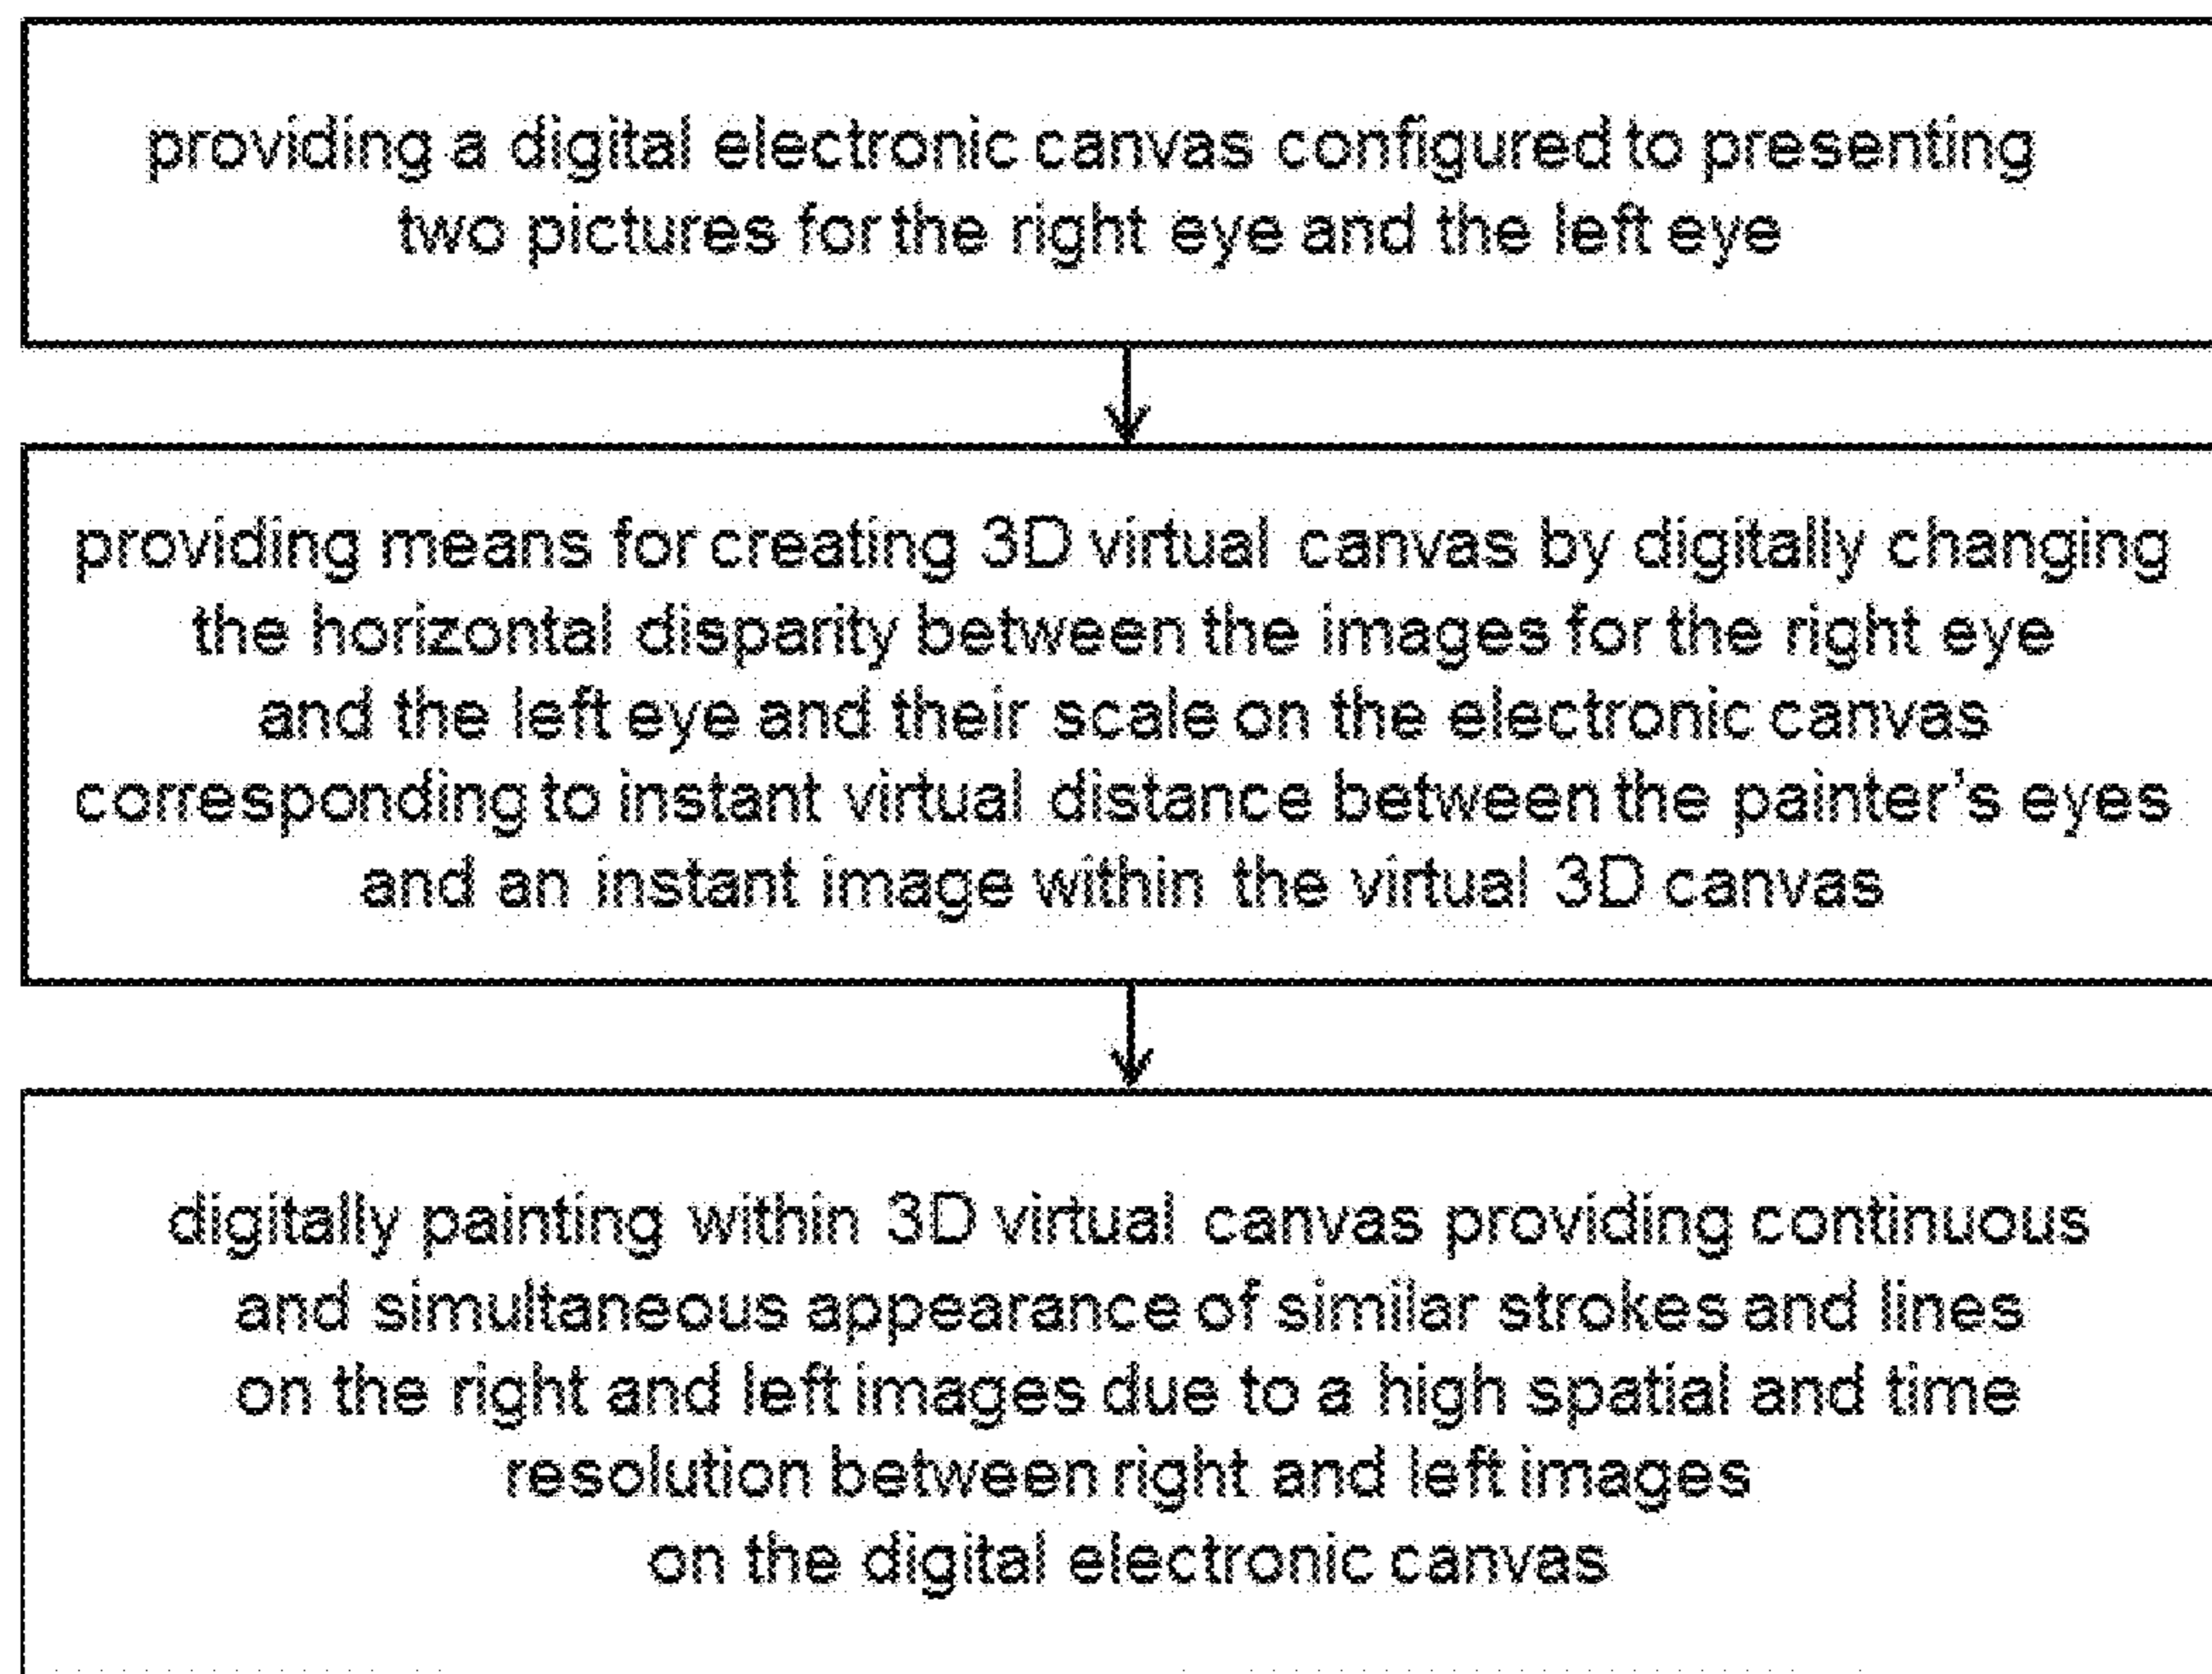 providing a digital electronic canvas configured to presenting
two pictures for the right eye and the left eye
providing means for creating 3D virtual canvas by digitally changing
the horizontal disparity between the images for the right eye
and the left eye and their scale on the electronic canvas
corresponding to instant virtual distance between the painter's eyes
and an instant image within the virtual 3D canvas
digitally painting within 3D virtual canvas providing continuous
and simultaneous appearance of similar strokes and lines
on the right and left images due to a high spatial and time
resolution between right and left images
on the digital electronic canvas